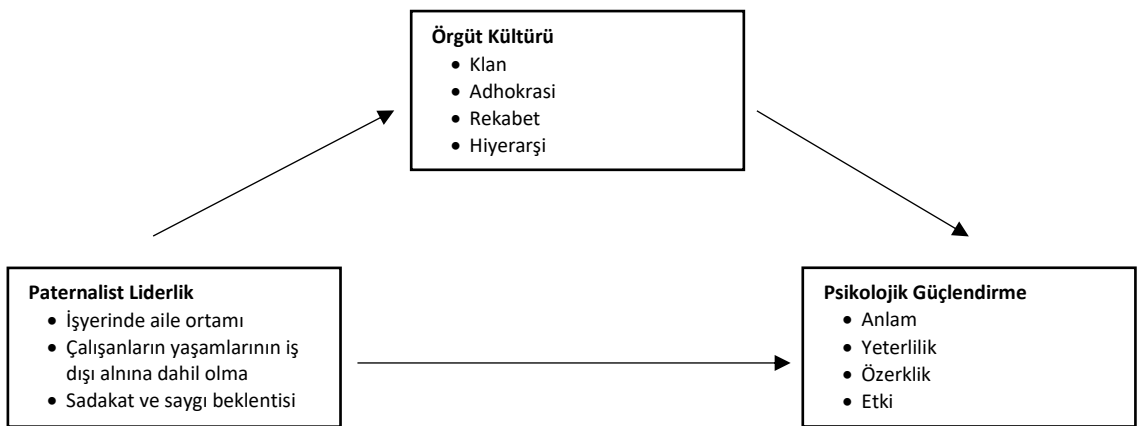 Örgüt Kültürü
• Klan
• Adhokrasi
• Rekabet
• Hiyerarşi
Paternalist Liderlik
• İşyerinde aile ortamı
• Çalışanların yaşamlarının iş
dışı alnına dahil olma
• Sadakat ve saygı beklentisi
Psikolojik Güçlendirme
• Anlam
• Yeterlilik
• Özerklik
• Etki